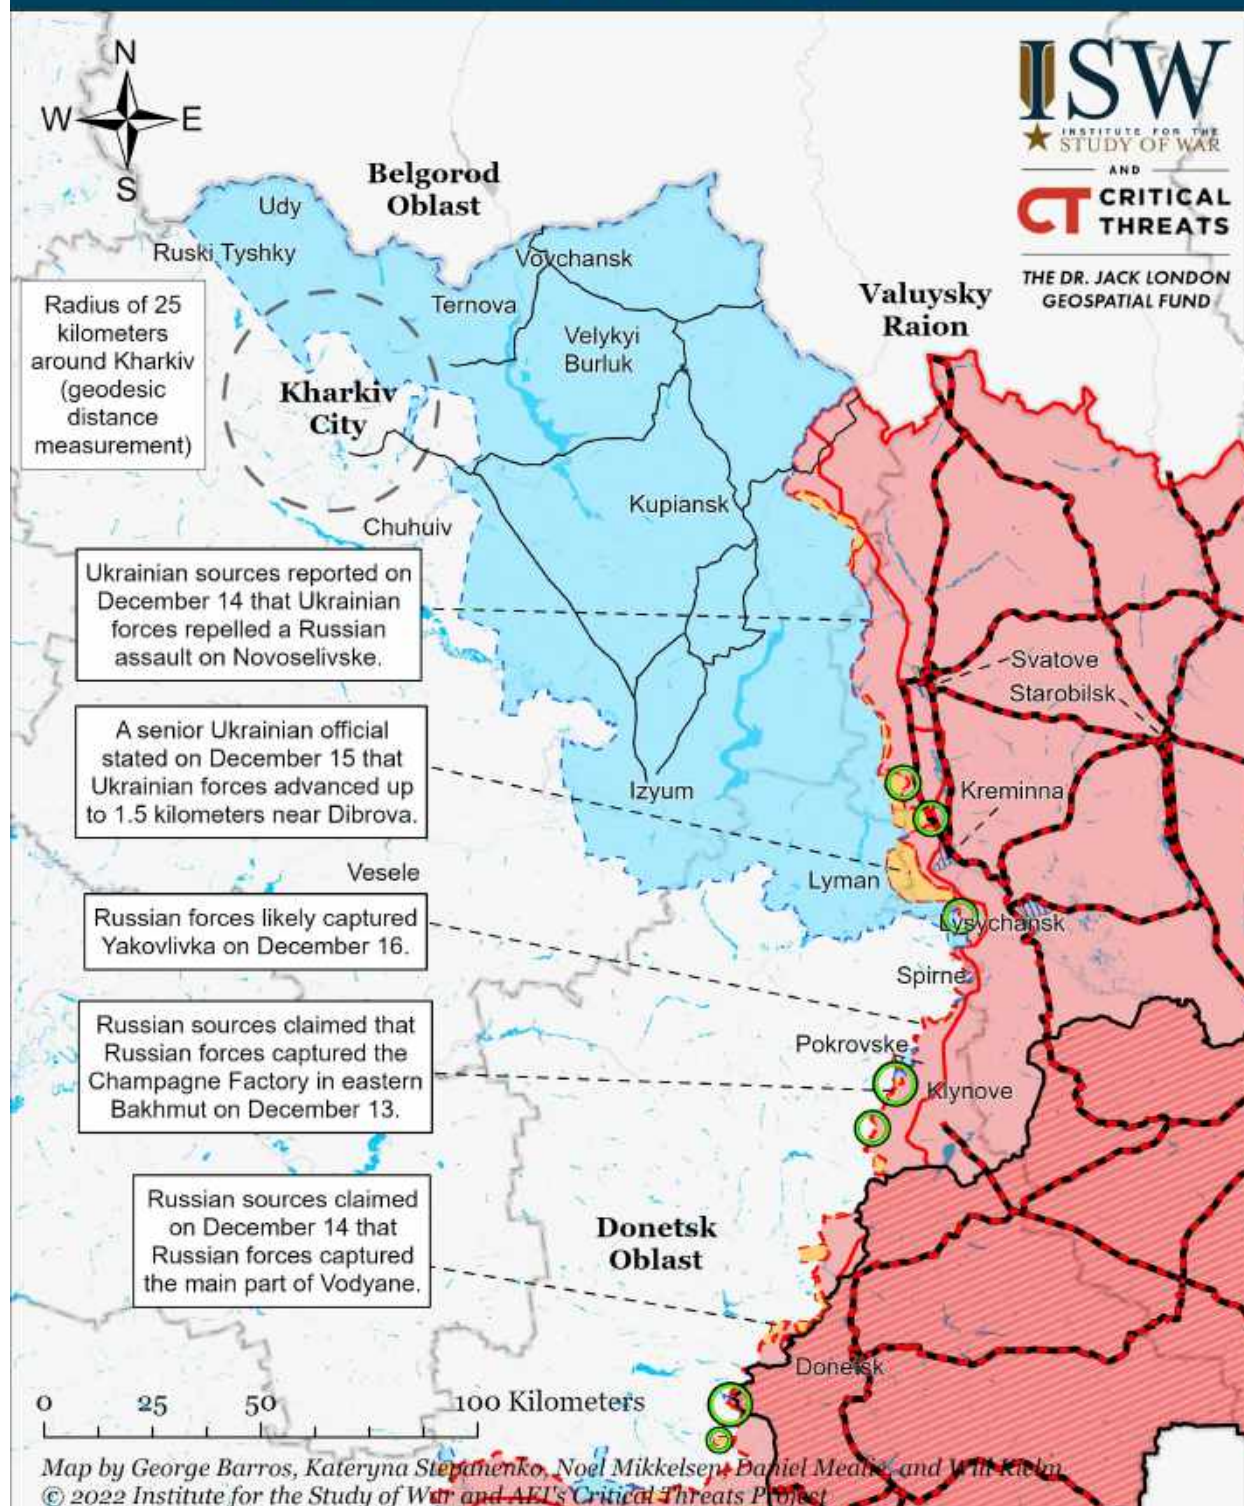 N
W E
S
ISW
INSTITUTE FOR THE
STUDY OF WAR
AND
CT CRITICAL
THREATS
THE DR. JACK LONDON
GEOSPATIAL FUND
Belgorod
Oblast
Udy
Ruski Tyshky
Vovchansk
Ternova
Valuysky
Raion
Radius of 25
kilometers
around Kharkiv
(geodesic
distance
measurement)
Velykyi
Burluk
Kharkiv
City
Kupiansk
Chuhuiv
Ukrainian sources reported on
December 14 that Ukrainian
forces repelled a Russian
assault on Novoselivske.
Svatove
Starobilsk
A senior Ukrainian official
stated on December 15 that
Ukrainian forces advanced up
to 1.5 kilometers near Dibrova.
Izyum
Kreminna
Vesele
Lyman
Russian forces likely captured
Yakovlivka on December 16.
Lysychansk
Spirne
Russian sources claimed that
Russian forces captured the
Champagne Factory in eastern
Bakhmut on December 13.
Pokrovske
Klynove
Russian sources claimed
on December 14 that
Russian forces captured
the main part of Vodyane.
Donetsk
Oblast
Donetsk
0 25 50 100 Kilometers
Map by George Barros, Kateryna Stepanenko, Noel Mikkelsen, Daniel Mealie, and Will Kielm
© 2022 Institute for the Study of War and AEI's Critical Threats Project